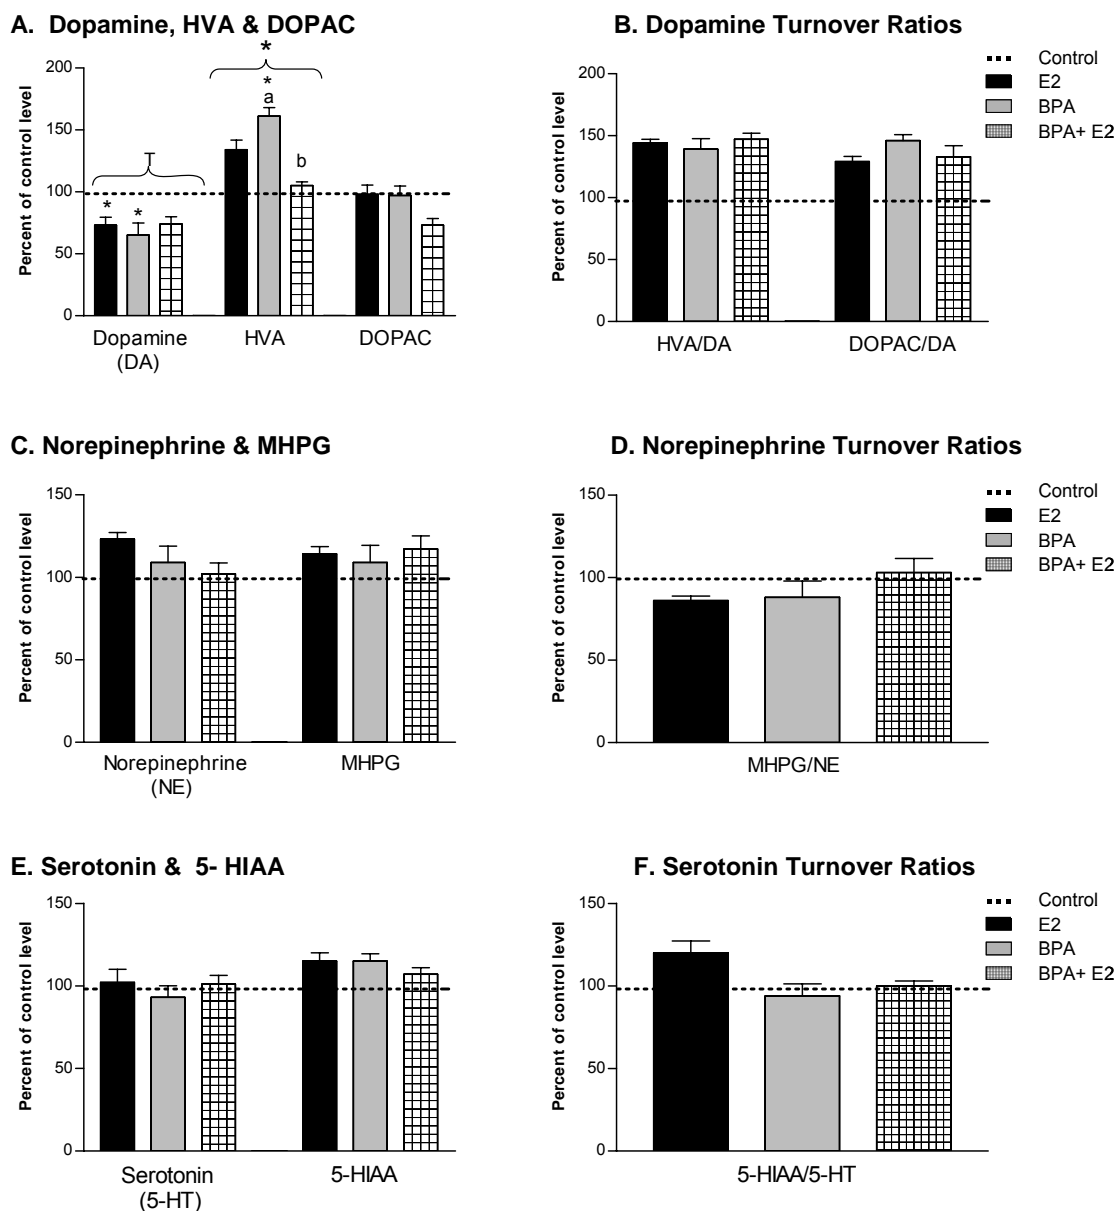 A. Dopamine, HVA & DOPAC
B. Dopamine Turnover Ratios
Control
E2
BPA
BPA+ E2
Percent of control level
200
150
100
50
0
*
*
a
b
T
*
*
Dopamine
(DA)
HVA
DOPAC
Percent of control level
200
150
100
50
0
HVA/DA
DOPAC/DA
C. Norepinephrine & MHPG
D. Norepinephrine Turnover Ratios
Control
E2
BPA
BPA+ E2
Percent of control level
150
100
50
0
Norepinephrine
(NE)
MHPG
Percent of control level
150
100
50
0
MHPG/NE
E. Serotonin & 5- HIAA
F. Serotonin Turnover Ratios
Control
E2
BPA
BPA+ E2
Percent of control level
150
100
50
0
Serotonin
(5-HT)
5-HIAA
Percent of control level
150
100
50
0
5-HIAA/5-HT